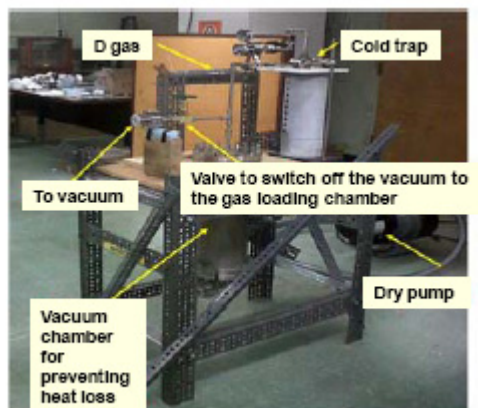 D gas
Cold trap
Valve to switch off the vacuum to
the gas loading chamber
To vacuum
Dry pump
Vacuum
chamber
for
preventing
heat loss